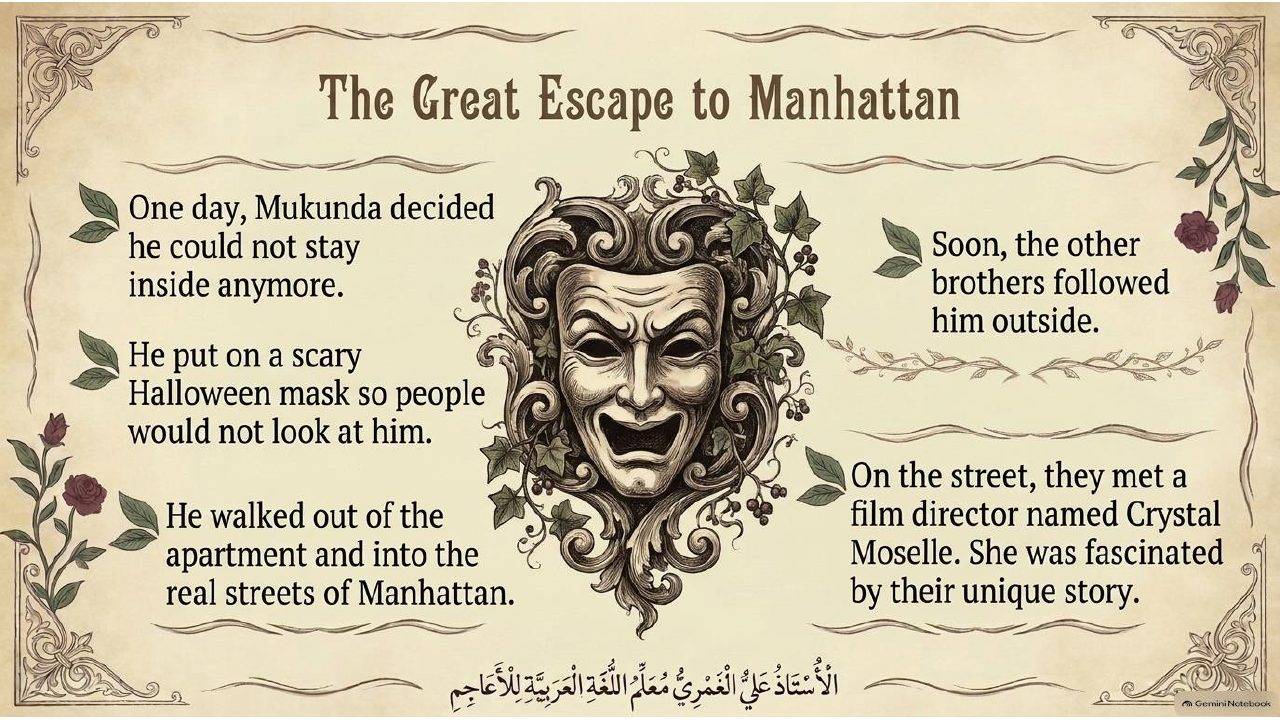 The Great Escape to Manhattan
One day, Mukunda decided
he could not stay
inside anymore.
He put on a scary
Halloween mask so people
would not look at him.
He walked out of the
apartment and into the
real streets of Manhattan.
Soon, the other
brothers followed
him outside.
On the street, they met a
film director named Crystal
Moselle. She was fascinated
by their unique story.
الْأُسْتَاذُ عَلِيٌّ الْغَمْرِيُّ مُعَلِّمُ اللُّغَةِ الْعَرَبِيَّةِ لِلْأَعَاجِمِ
Gemini Notebook